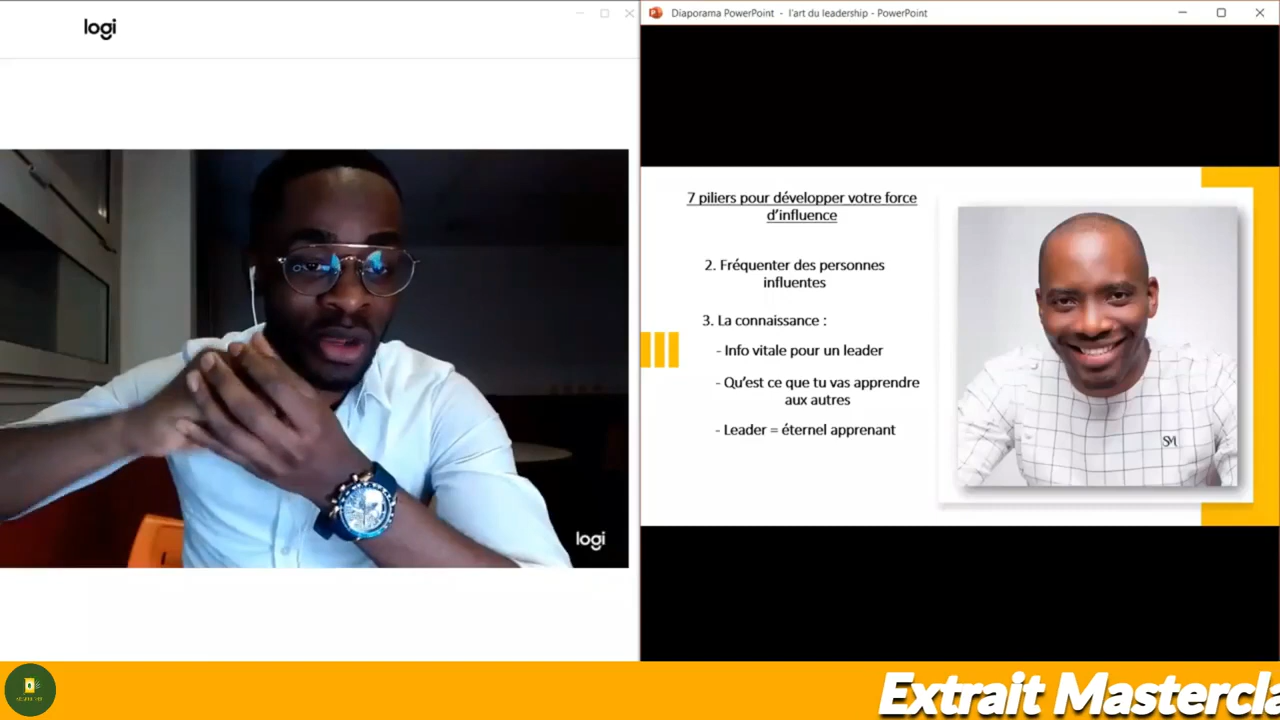 logi
Diaporama PowerPoint - l'art du leadership - PowerPoint
7 piliers pour développer votre force
d'influence
2. Fréquenter des personnes
influentes
3. La connaissance :
- Info vitale pour un leader
- Qu'est ce que tu vas apprendre
aux autres
- Leader = éternel apprenant
SM
logi
Extrait Mastercla